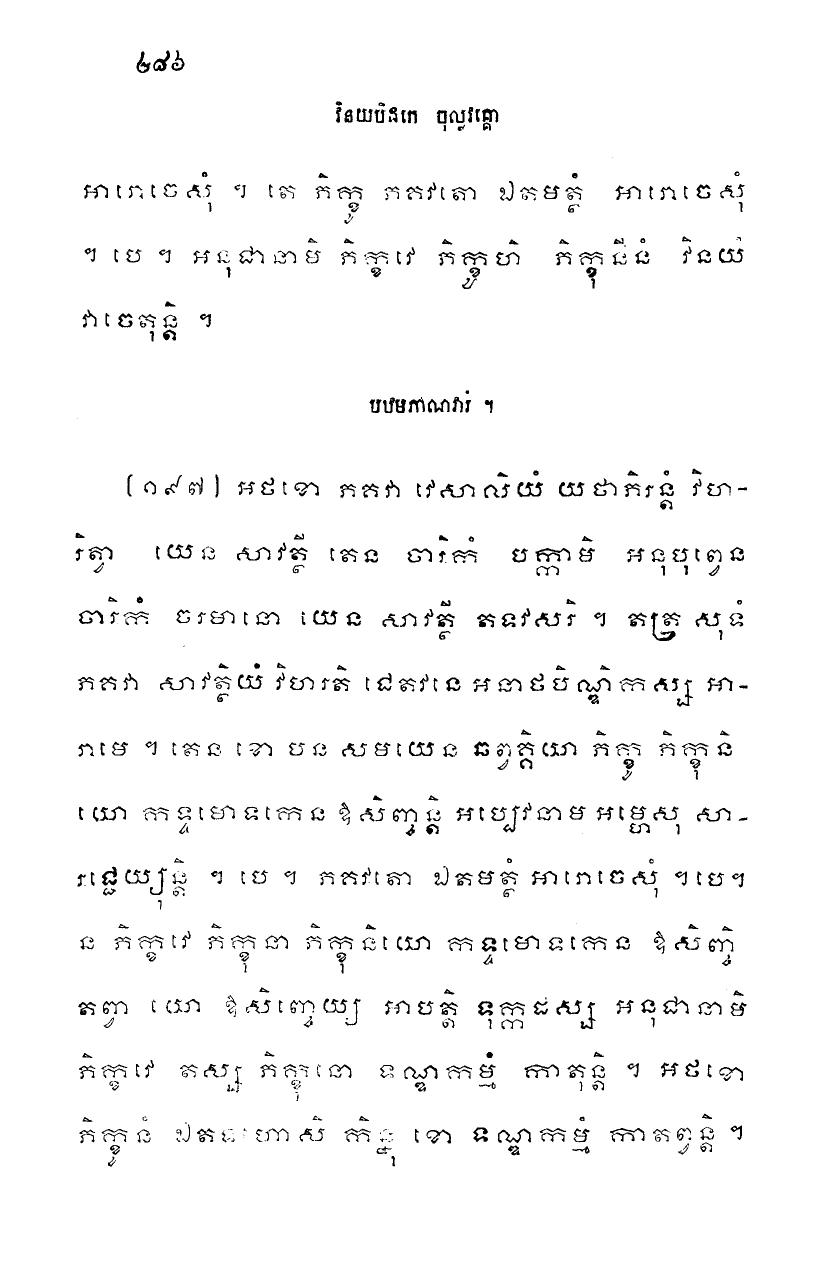 ៤៨៦
វិនយបិដកេ ចុល្លវគ្គោ
អារោចេសុំ ។ តេ ភិក្ខូ ភគវតោ ឯតមត្ថំ អារោចេសុំ
។ បេ ។ អនុជានាមិ ភិក្ខវេ ភិក្ខូហិ ភិក្ខុនីនំ វិនយំ
វាចេតុន្តិ ។
បឋមភាណវារំ ។
(១៩៧) អថខោ ភគវា វេសាលិយំ យថាភិរន្តំ វិហ-
រិត្វា យេន សាវត្ថី តេន ចារិកំ បក្កាមិ អនុបុព្វេន
ចារិកំ ចរមានោ យេន សាវត្ថី តទវសរិ ។ តត្រ សុទំ
ភគវា សាវត្ថិយំ វិហរតិ ជេតវនេ អនាថបិណ្ឌិកស្ស អា-
រាមេ ។ តេន ខោ បន សមយេន ឆព្វគ្គិយា ភិក្ខូ ភិក្ខុនិ
យោ កទ្ទមោទកេន ឱសិញ្ចន្តិ អប្បេវនាម អម្ហេសុ សា-
រជ្ជេយ្យុន្តិ ។ បេ ។ ភគវតោ ឯតមត្ថំ អារោចេសុំ ។បេ។
ន ភិក្ខវេ ភិក្ខុនា ភិក្ខុនិយោ កទ្ទមោទកេន ឱសិញ្ចិ
តព្វា យោ ឱសិញ្ចេយ្យ អាបត្តិ ទុក្កដស្ស អនុជានាមិ
ភិក្ខវេ តស្ស ភិក្ខុនោ ទណ្ឌកម្មំ កាតុន្តិ ។ អថខោ
ភិក្ខូនំ ឯតទហោសិ កិន្នុ ខោ ទណ្ឌកម្មំ កាតព្វន្តិ ។